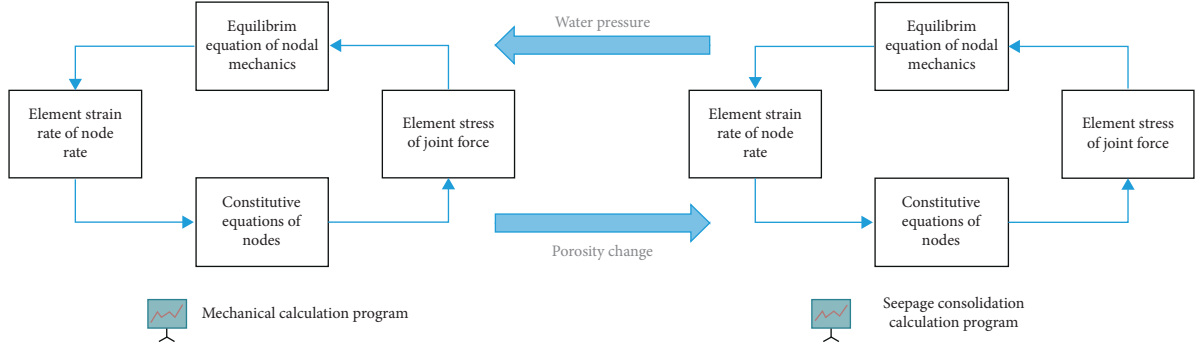 Equilibrim
equation of nodal
mechanics
Element strain
rate of node
rate
Element stress
of joint force
Constitutive
equations of
nodes
Water pressure
Porosity change
Equilibrim
equation of nodal
mechanics
Element strain
rate of node
rate
Element stress
of joint force
Constitutive
equations of
nodes
Mechanical calculation program
Seepage consolidation
calculation program